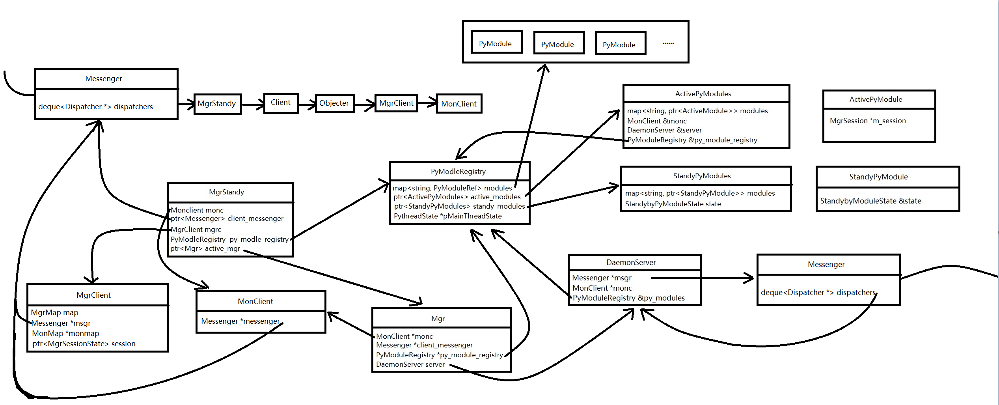 PyModule
PyModule
PyModule
......
Messenger
deque<Dispatcher *> dispatchers
MgrStandy
Client
Objecter
MgrClient
MonClient
ActivePyModules
map<string, ptr<ActiveModule>> modules
MonClient &monc
DaemonServer &server
PyModuleRegistry &py_module_registry
ActivePyModule
MgrSession *m_session
PyModleRegistry
map<string, PyModuleRef> modules
ptr<ActivePyModules> active_modules
ptr<StandyPyModules> standy_modules
PythreadState *pMainThreadState
StandyPyModules
map<string, ptr<StandyPyModule>> modules
StandybyPyModuleState state
StandyPyModule
StandybyModuleState &state
MgrStandy
Monclient monc
ptr<Messenger> client_messenger
MgrClient mgrc
PyModleRegistry  py_modle_registry
ptr<Mgr> active_mgr
DaemonServer
Messenger *msgr
MonClient *monc
PyModuleRegistry &py_modules
Messenger
deque<Dispatcher *> dispatchers
MgrClient
MgrMap map
Messenger *msgr
MonMap *monmap
ptr<MgrSessionState> session
MonClient
Messenger *messenger
Mgr
MonClient *monc
Messenger *client_messenger
PyModuleRegistry *py_module_registry
DaemonServer server